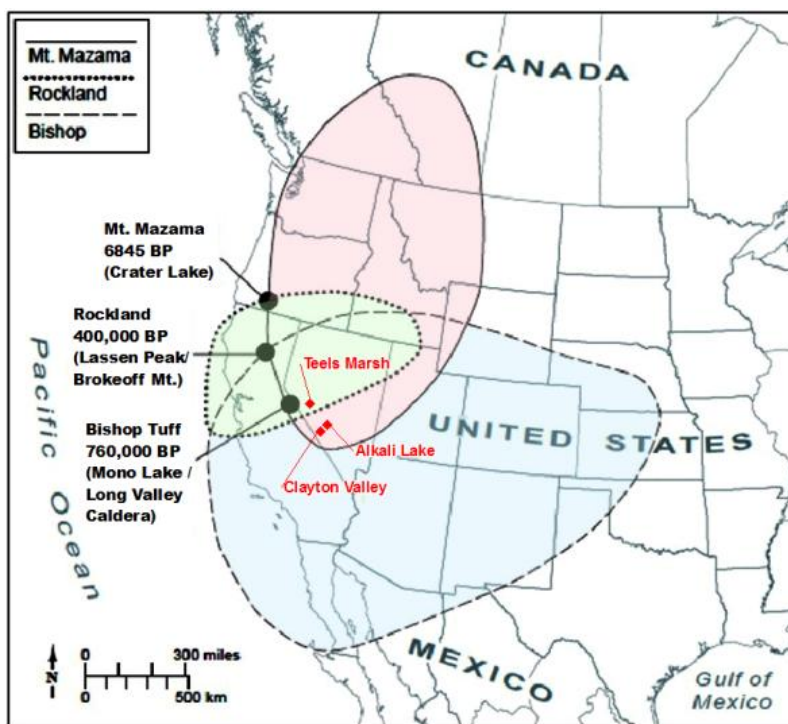 Mt. Mazama
Rockland
Bishop
CANADA
Mt. Mazama
6845 BP
(Crater Lake)
Rockland
400,000 BP
(Lassen Peak/
Brokeoff Mt.)
Teels Marsh
Bishop Tuff
760,000 BP
(Mono Lake /
Long Valley
Caldera)
UNITED STATES
Alkali Lake
Clayton Valley
Pacific Ocean
MEXICO
Gulf of
Mexico
N
0 300 miles
0 500 km